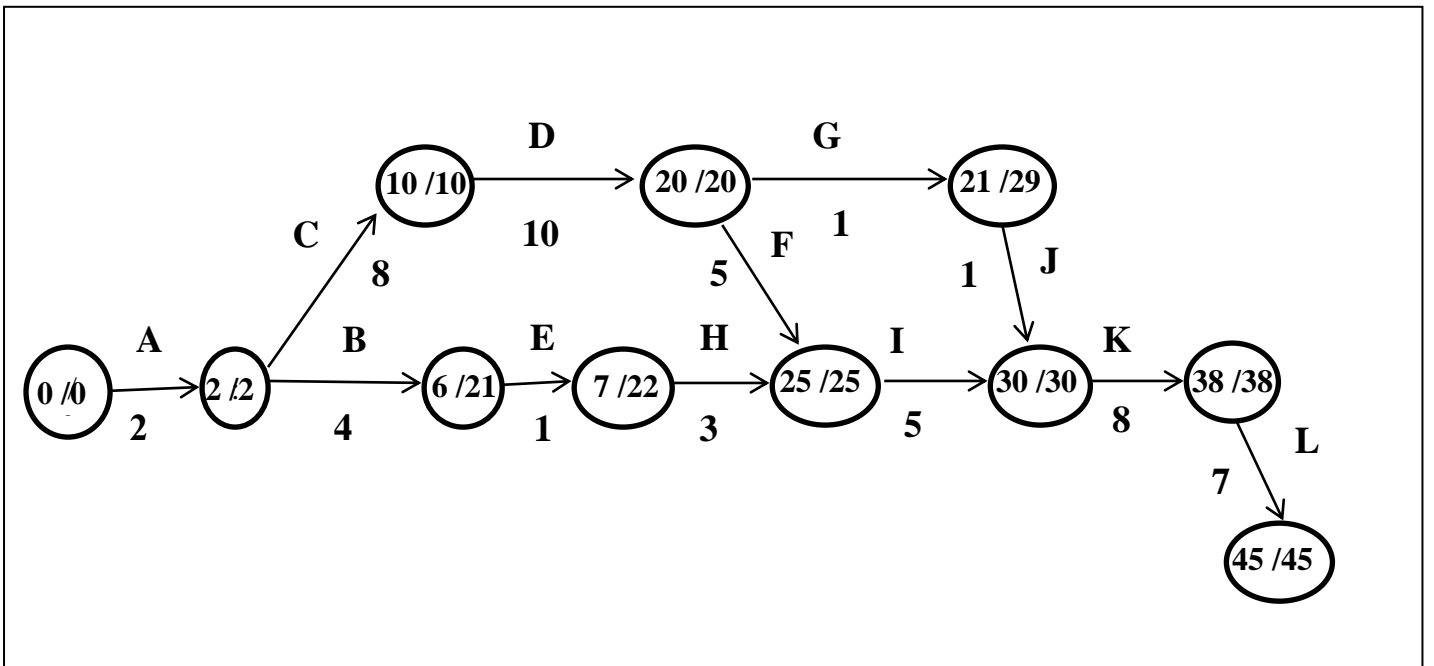 D G
10 /10 20 /20 21 /29
C 10 1
8 5 F 1 J
A B E H I K
0 /0 2 /2 6 /21 7 /22 25 /25 30 /30 38 /38
2 4 1 3 5 8
7 L
45 /45